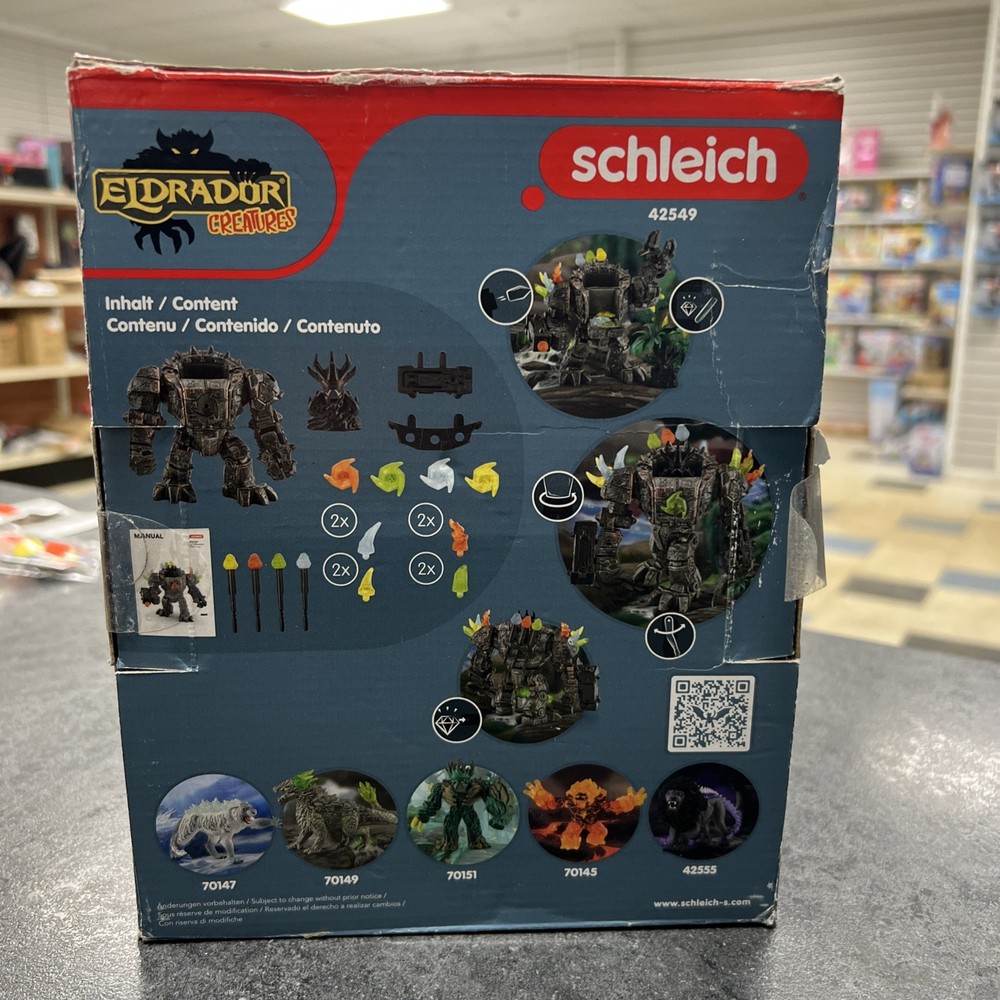 ELDRADOR
CREATURES
schleich
42549
Inhalt / Content
Contenu / Contenido / Contenuto
2x
2x
2x
2x
MANUAL
70147
70149
70151
70145
42555
Änderungen vorbehalten / Subject to change without prior notice /
Sous réserve de modification / Reservado el derecho a realizar cambios /
Con riserva di modifiche
www.schleich-s.com